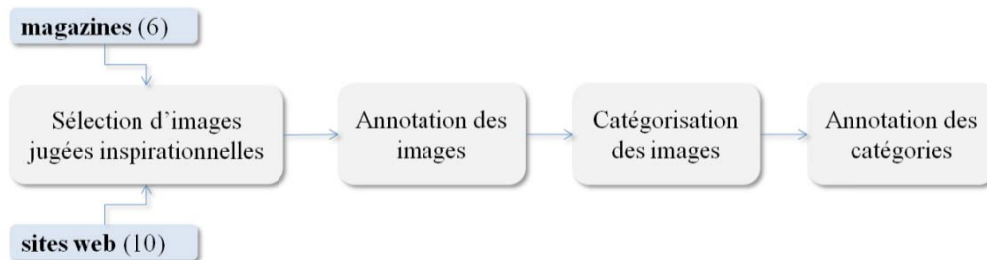 magazines (6)
Sélection d'images
jugées inspirationnelles
Annotation des
images
Catégorisation
des images
Annotation des
catégories
sites web (10)